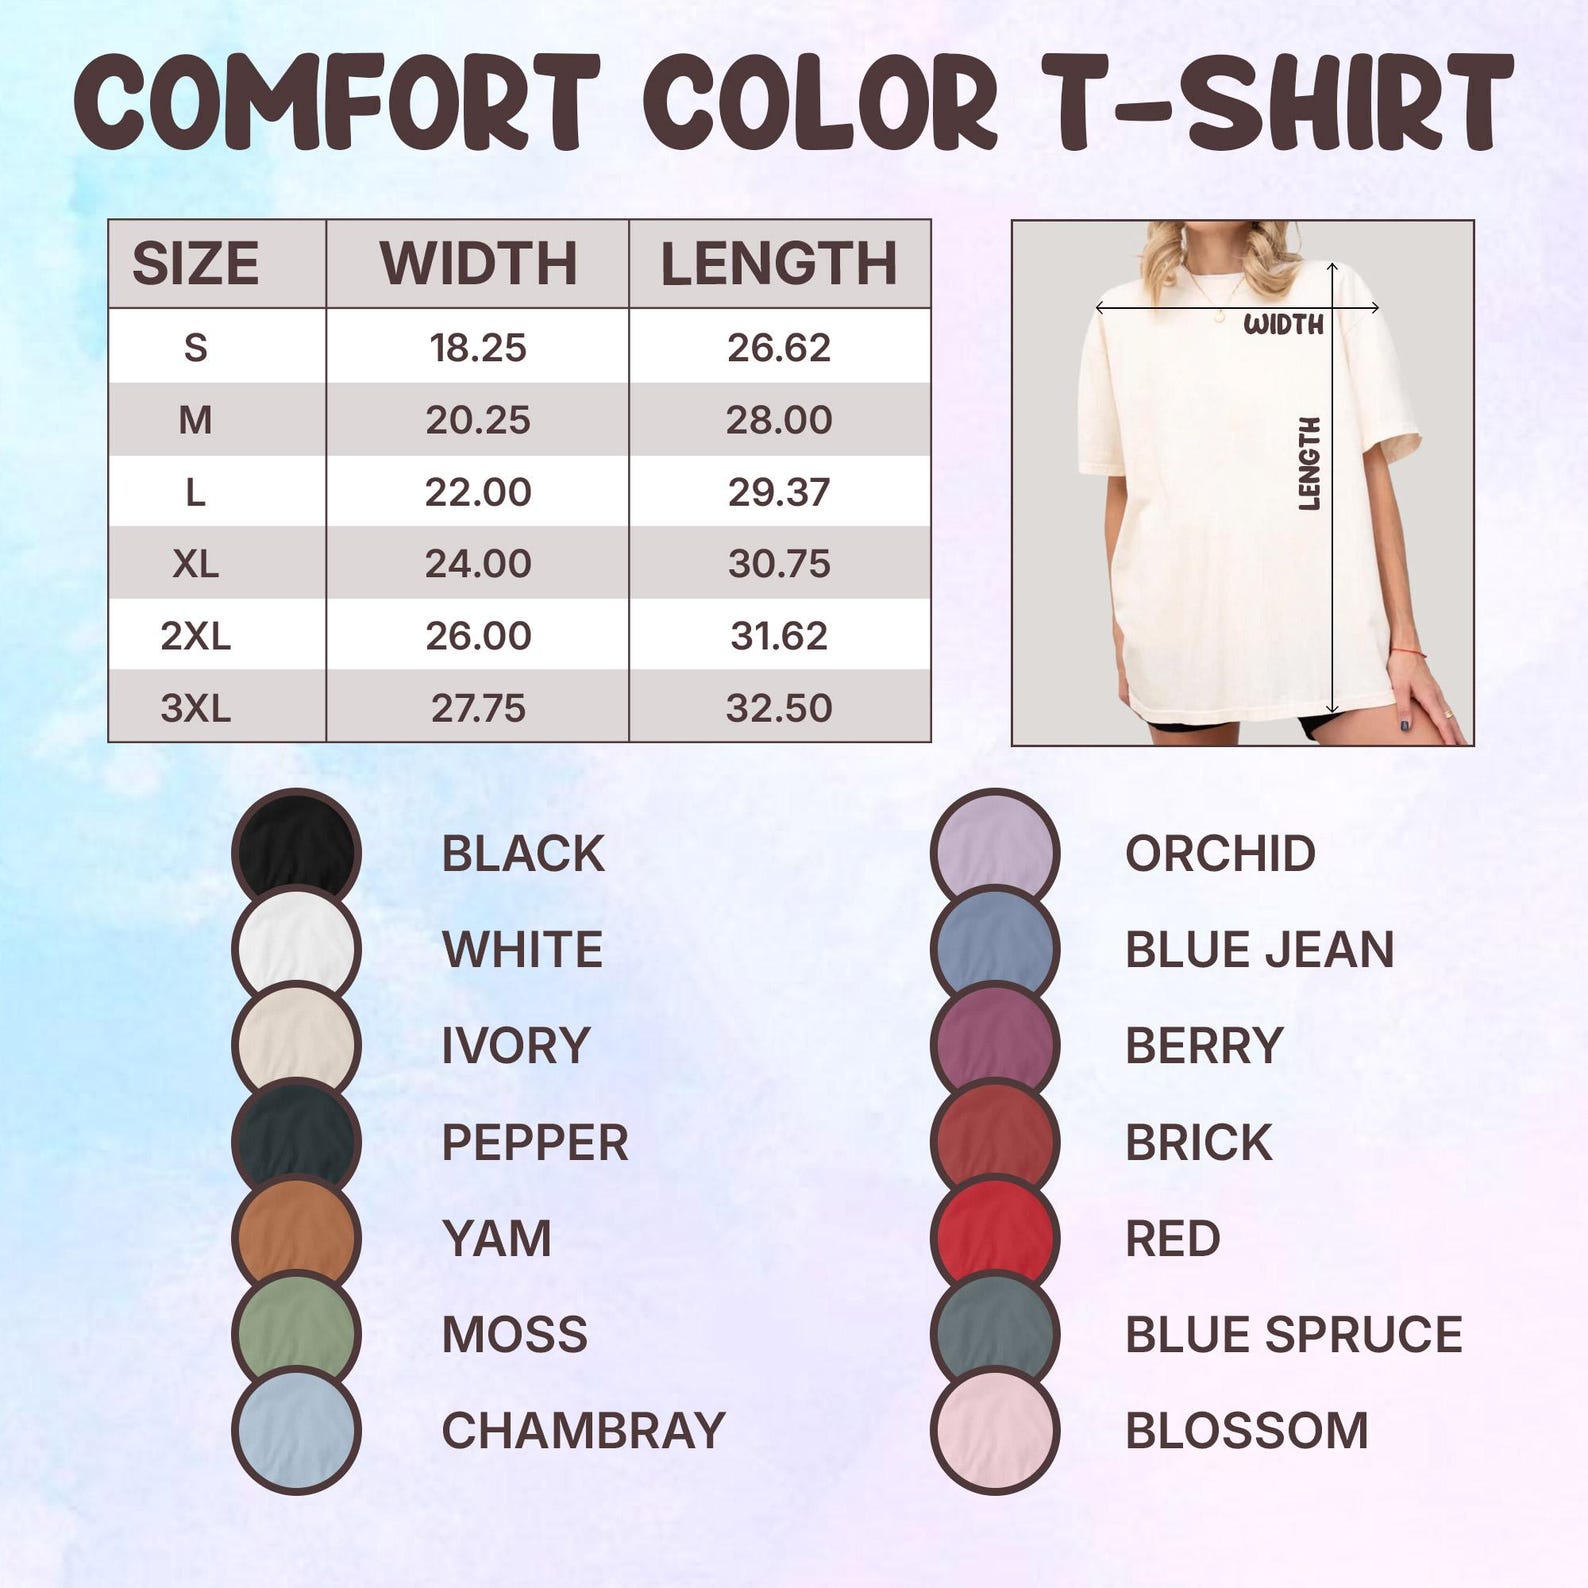 COMFORT COLOR T-SHIRT
SIZE WIDTH LENGTH
S 18.25 26.62
M 20.25 28.00
L 22.00 29.37
XL 24.00 30.75
2XL 26.00 31.62
3XL 27.75 32.50
WIDTH
LENGTH
BLACK
WHITE
IVORY
PEPPER
YAM
MOSS
CHAMBRAY
ORCHID
BLUE JEAN
BERRY
BRICK
RED
BLUE SPRUCE
BLOSSOM